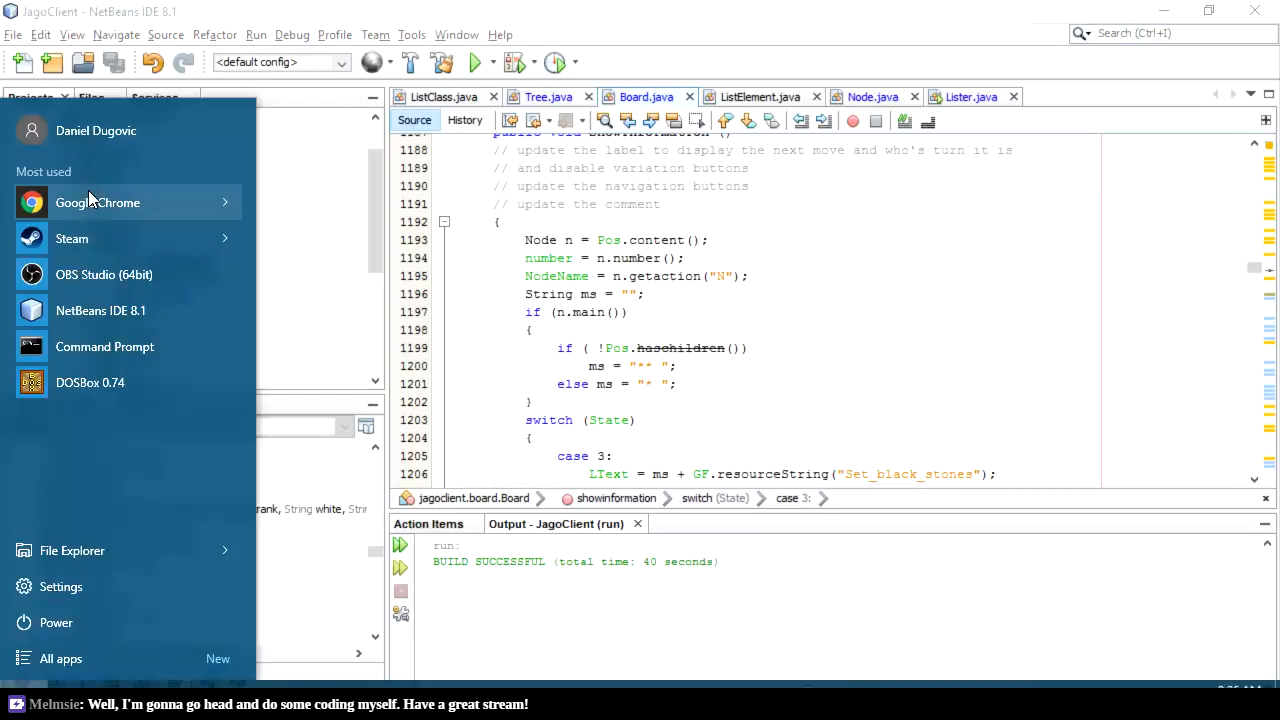 JagoClient - NetBeans IDE 8.1
File Edit View Navigate Source Refactor Run Debug Profile Team Tools Window Help
Search (Ctrl+I)
<default config>
Projects Files Services
ListClass.java Tree.java Board.java ListElement.java Node.java Lister.java
Source History
Daniel Dugovic
Most used
Google Chrome
Steam
OBS Studio (64bit)
NetBeans IDE 8.1
Command Prompt
DOSBox 0.74
rank, String white, Strin
File Explorer
Settings
Power
All apps New
1187 public void showinformation ()
1188 // update the label to display the next move and who's turn it is
1189 // and disable variation buttons
1190 // update the navigation buttons
1191 // update the comment
1192 {
1193 Node n = Pos.content();
1194 number = n.number();
1195 NodeName = n.getaction("N");
1196 String ms = "";
1197 if (n.main())
1198 {
1199 if ( !Pos.haschildren())
1200 ms = "** ";
1201 else ms = "* ";
1202 }
1203 switch (State)
1204 {
1205 case 3:
1206 LText = ms + GF.resourceString("Set_black_stones");
jagoclient.board.Board showinformation switch (State) case 3:
Action Items Output - JagoClient (run)
run:
BUILD SUCCESSFUL (total time: 40 seconds)
Melmsie: Well, I'm gonna go head and do some coding myself. Have a great stream!